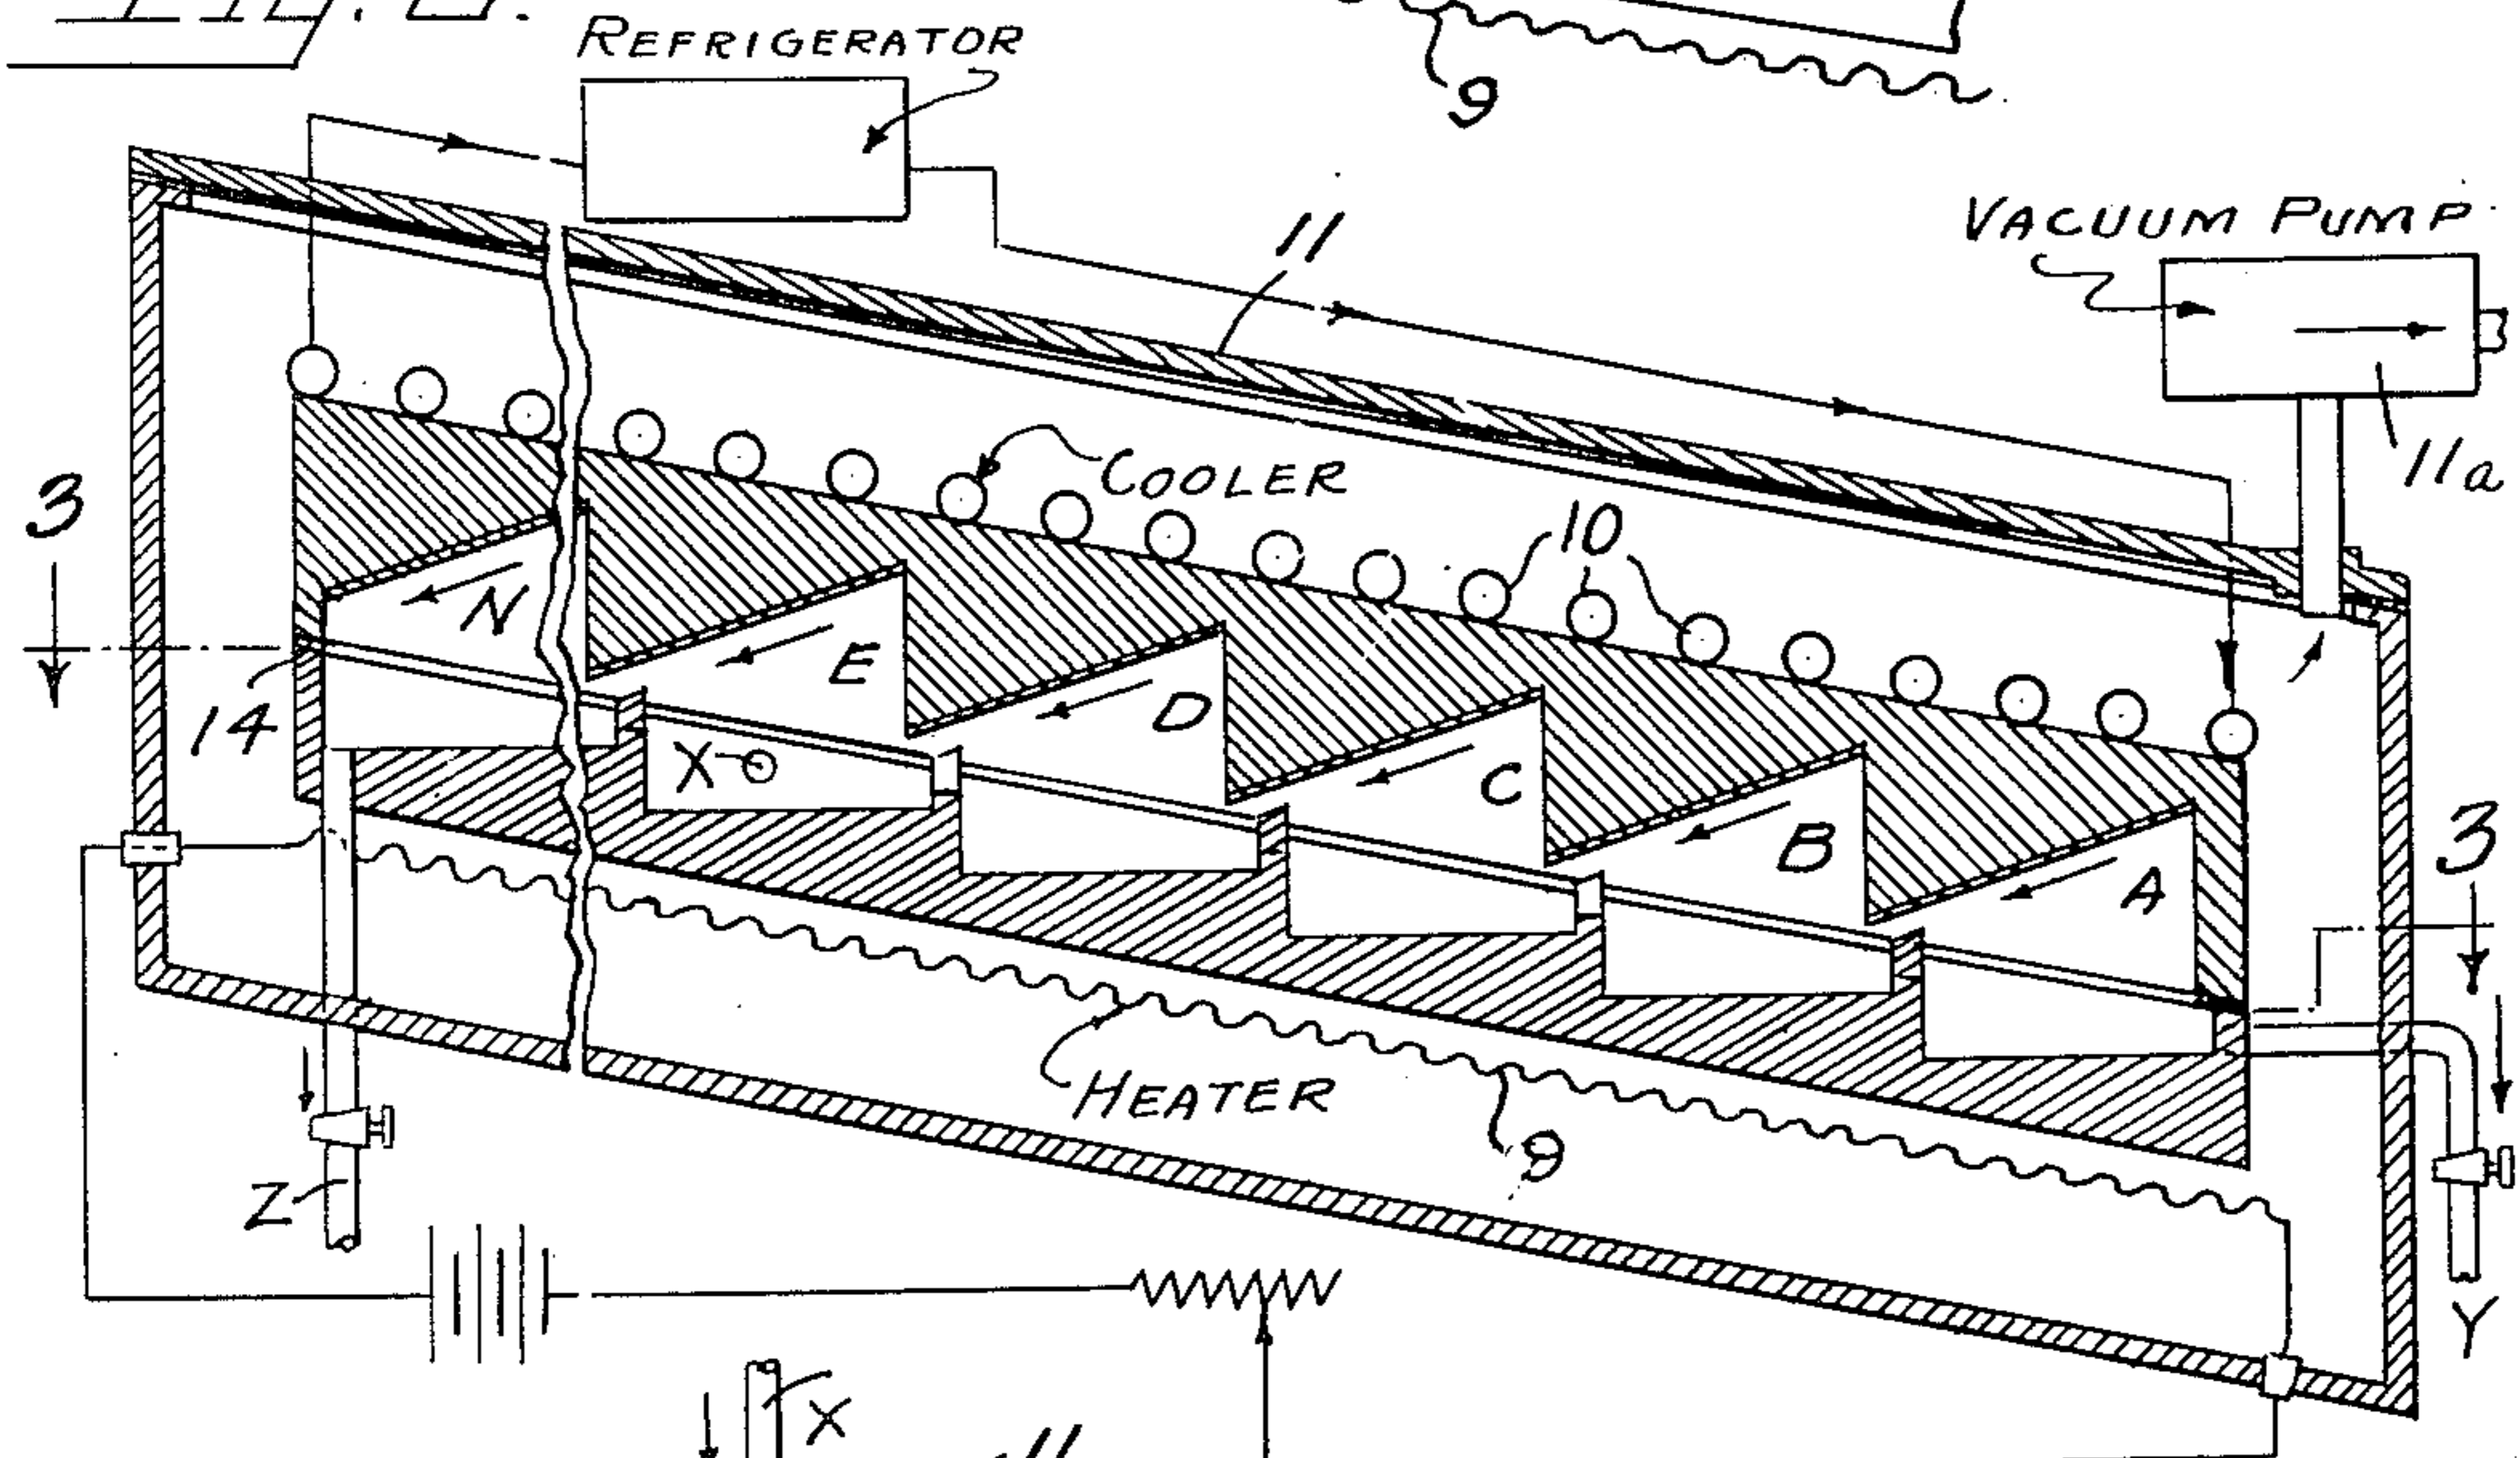 REFRIGERATOR
9
VACUUM PUMP
11
11a
COOLER
10
3
N
E
D
C
B
A
14
X
3
HEATER
9
Z
Y
X
11